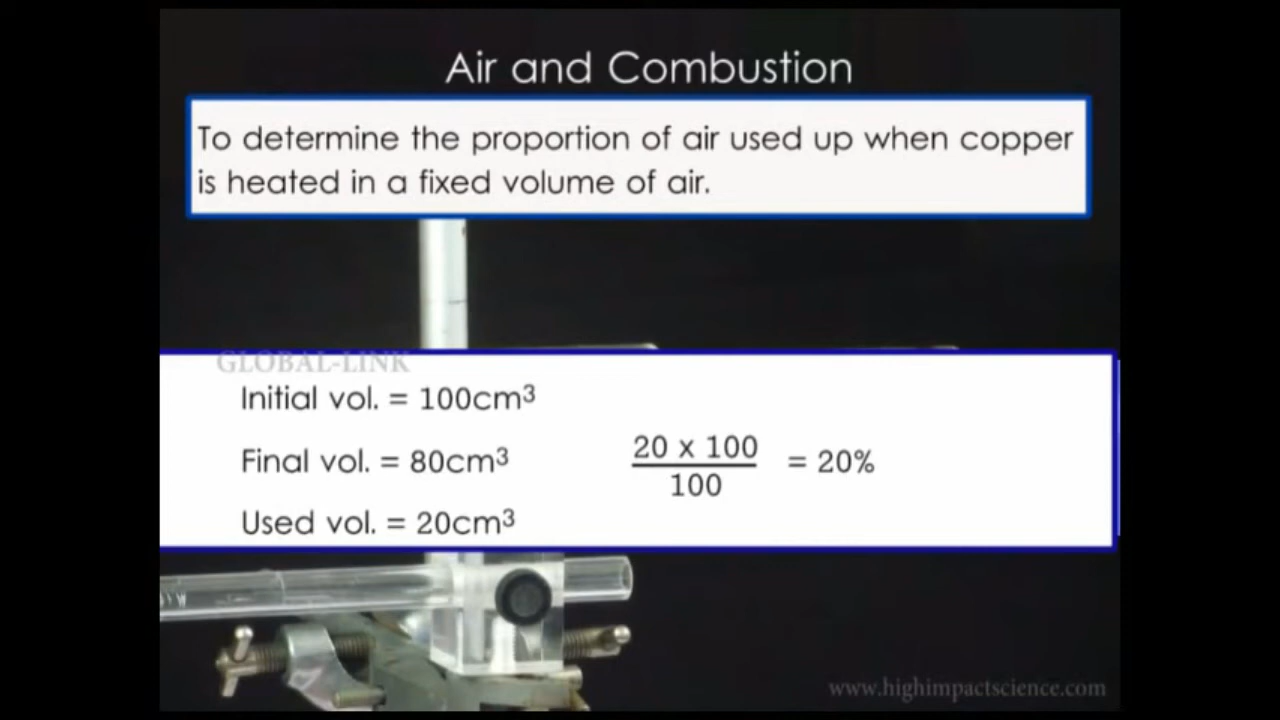 Air and Combustion
To determine the proportion of air used up when copper
is heated in a fixed volume of air.
GLOBAL-LINK
Initial vol. = 100cm³
Final vol. = 80cm³
20 x 100
100
= 20%
Used vol. = 20cm³
www.highimpactscience.com